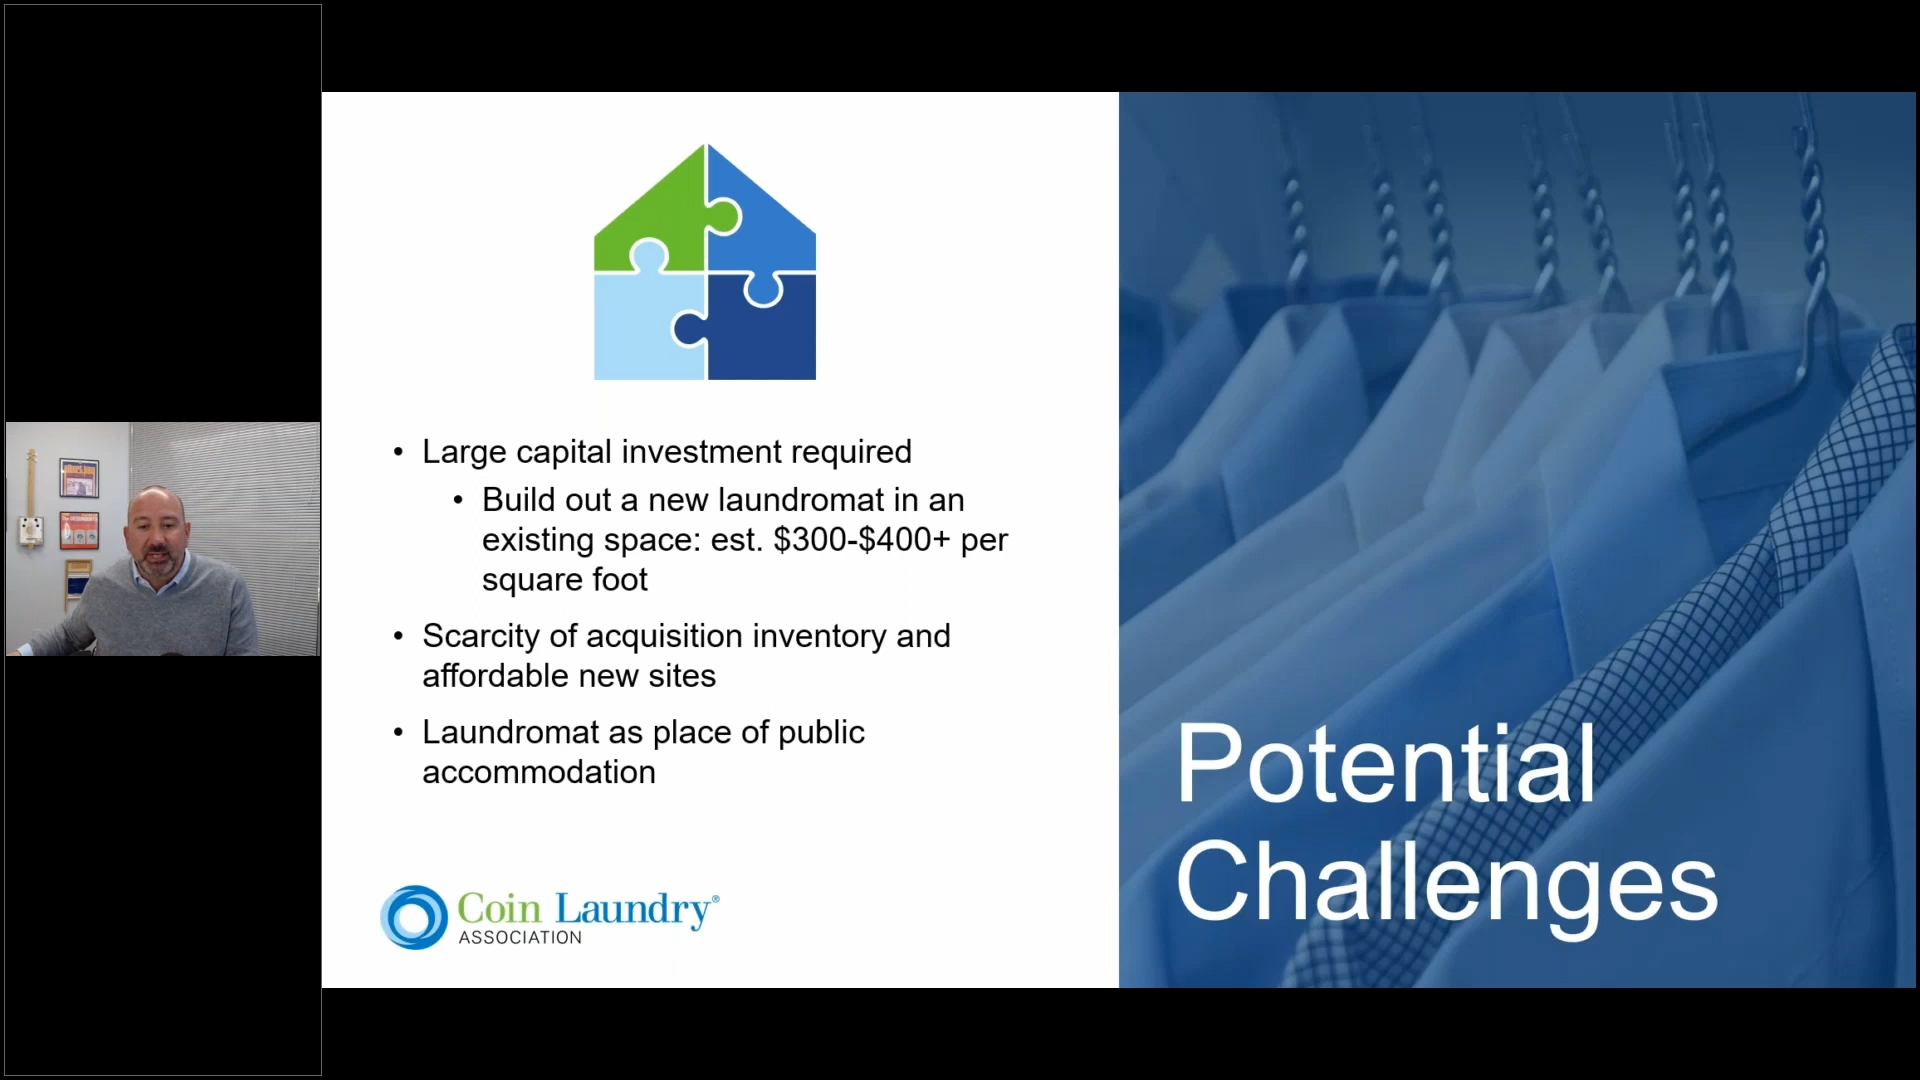 • Large capital investment required
• Build out a new laundromat in an
existing space: est. $300-$400+ per
square foot
• Scarcity of acquisition inventory and
affordable new sites
• Laundromat as place of public
accommodation
Coin Laundry®
ASSOCIATION
Potential
Challenges